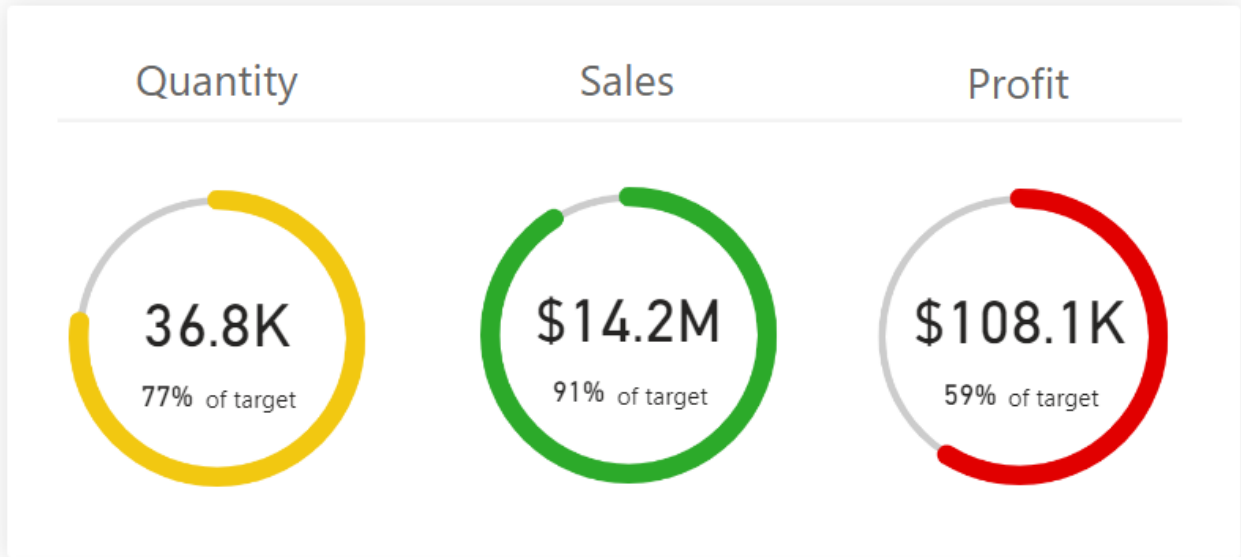 Quantity
Sales
Profit
36.8K
77% of target
$14.2M
91% of target
$108.1K
59% of target